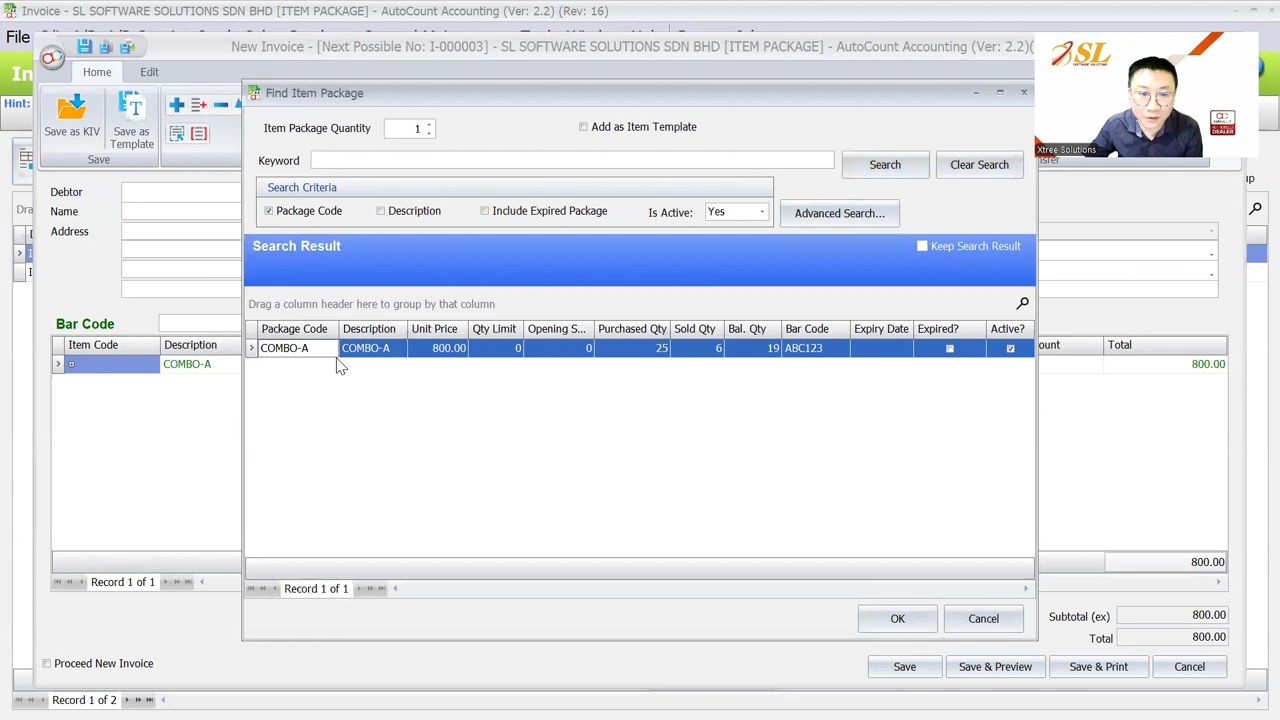 Invoice - SL SOFTWARE SOLUTIONS SDN BHD [ITEM PACKAGE] - AutoCount Accounting (Ver: 2.2) (Rev: 16)
File
New Invoice - [Next Possible No: I-000003] - SL SOFTWARE SOLUTIONS SDN BHD [ITEM PACKAGE] - AutoCount Accounting (Ver: 2.2)(
In
Home
Edit
Hint:
Save as KIV
Save as Template
Save
Find Item Package
Item Package Quantity 1
Add as Item Template
Keyword
Search
Clear Search
Search Criteria
Package Code
Description
Include Expired Package
Is Active: Yes
Advanced Search...
Search Result
Keep Search Result
Drag a column header here to group by that column
Package Code Description Unit Price Qty Limit Opening S... Purchased Qty Sold Qty Bal. Qty Bar Code Expiry Date Expired? Active?
COMBO-A COMBO-A 800.00 0 0 25 6 19 ABC123
Record 1 of 1
OK
Cancel
SL
SOFTWARE SOLUTIONS
Xtree Solutions
DEALER
Debtor
Name
Address
Dra
Bar Code
Item Code Description ount Total
COMBO-A 800.00
800.00
Record 1 of 1
Subtotal (ex) 800.00
Total 800.00
Proceed New Invoice
Save
Save & Preview
Save & Print
Cancel
Record 1 of 2